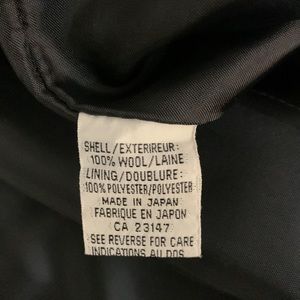 SHELL/EXTERIREUR:
100% WOOL/LAINE
LINING/DOUBLURE:
100% POLYESTER/POLYESTER
MADE IN JAPAN
FABRIQUE EN JAPON
CA 23147
SEE REVERSE FOR CARE
INDICATIONS AU DOS